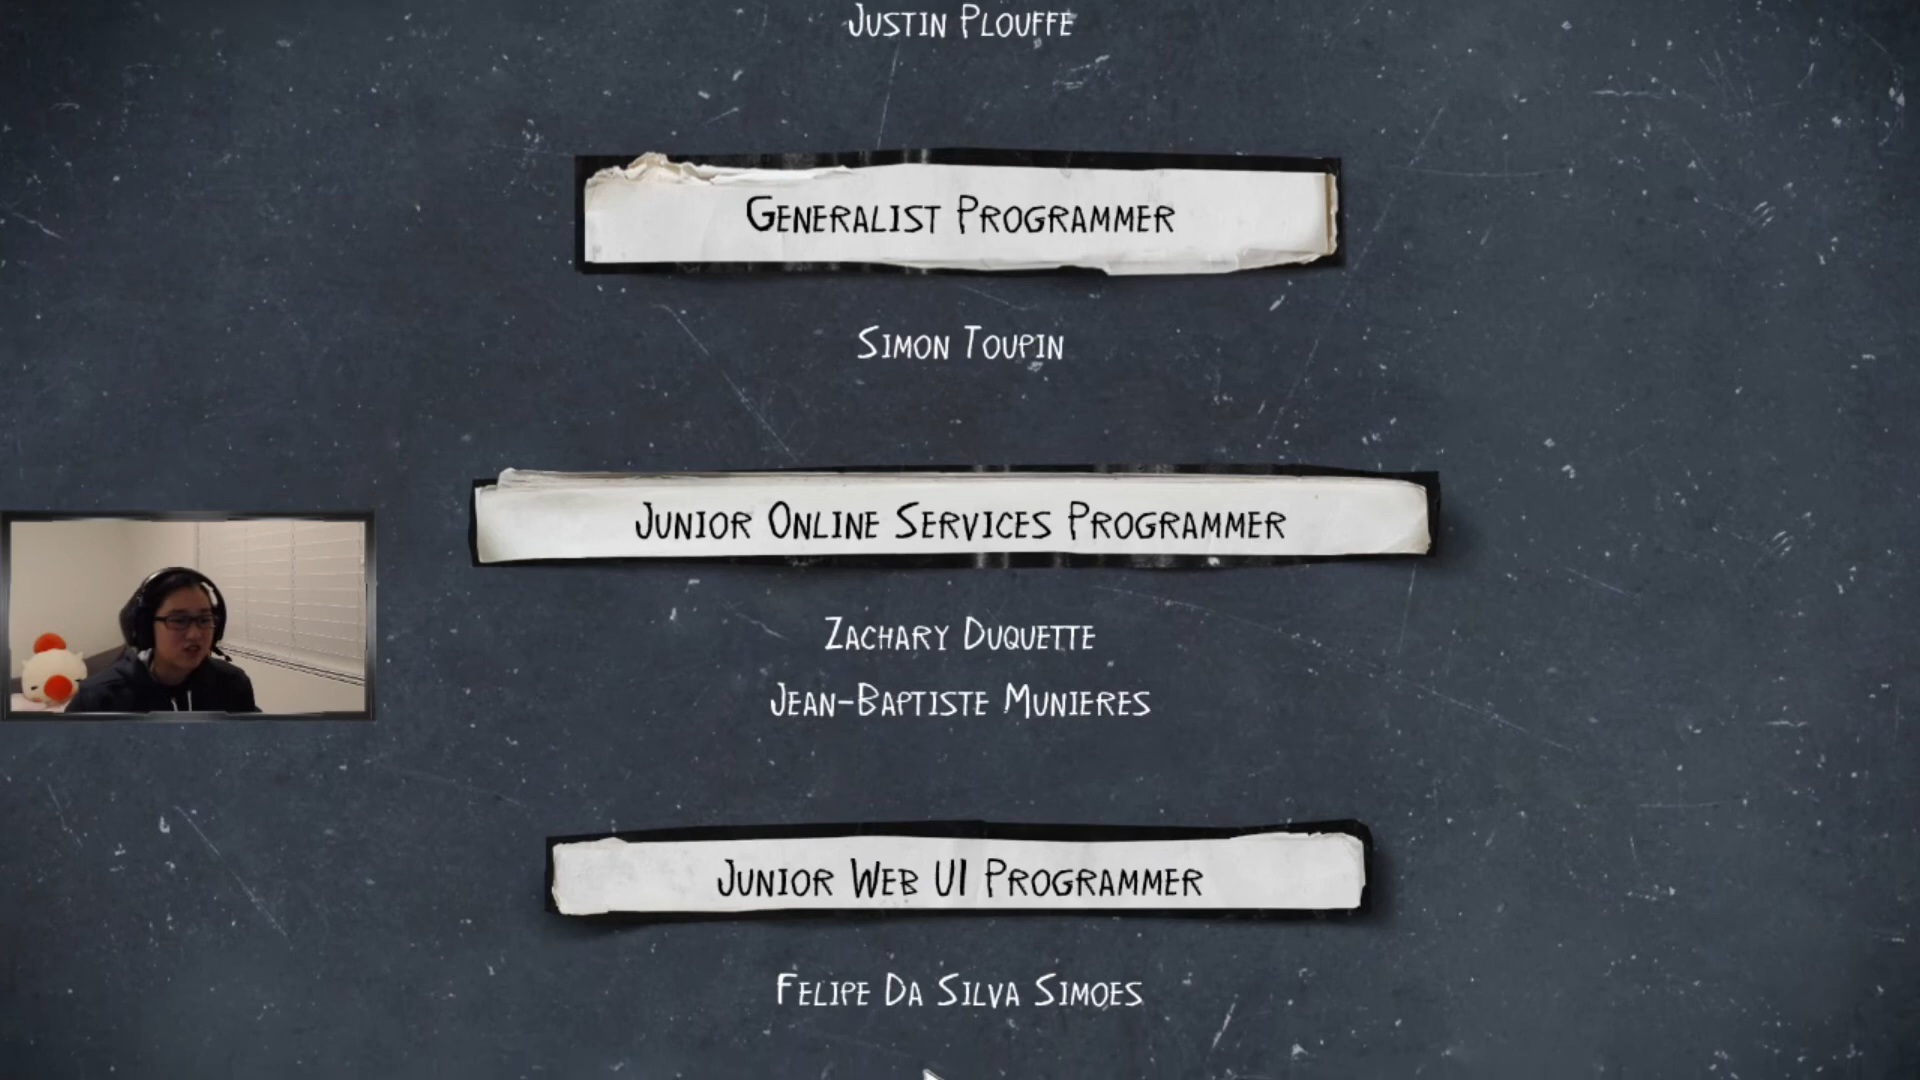 Justin Plouffe
Generalist Programmer
Simon Toupin
Junior Online Services Programmer
Zachary Duquette
Jean-Baptiste Munieres
Junior Web UI Programmer
Felipe Da Silva Simoes